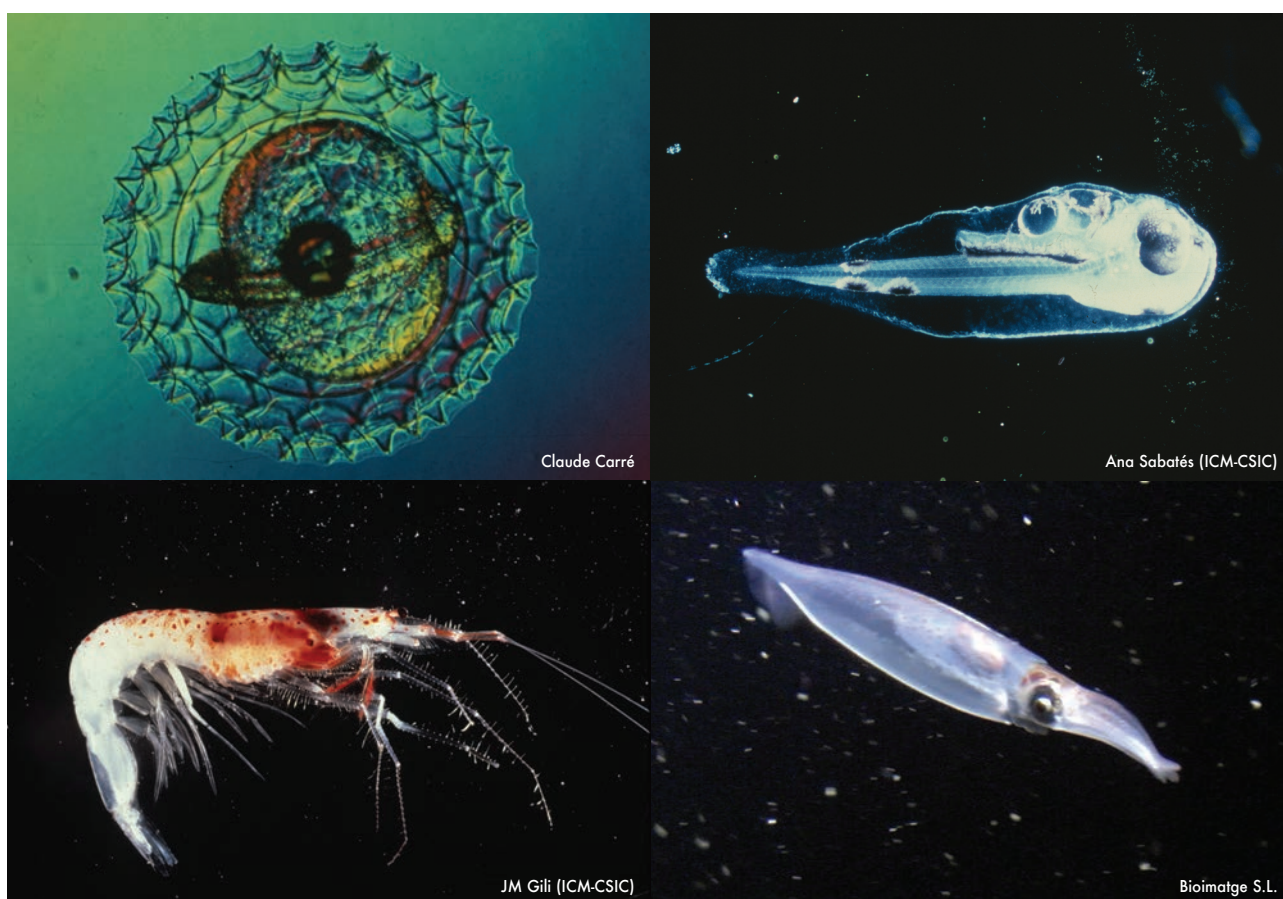 Claude Carré
Ana Sabatés (ICM-CSIC)
JM Gili (ICM-CSIC)
Bioimatge S.L.